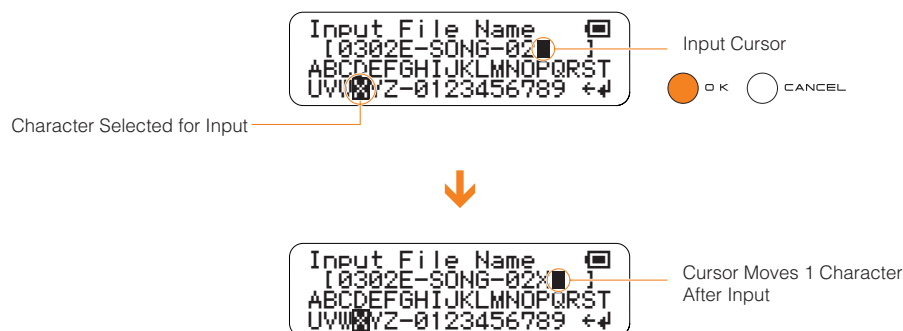 Input File Name
[0302E-SONG-02 ]
ABCDEFGHIJKLMNOPQRST
UVWXYZ-0123456789 ←↲
Input Cursor
OK CANCEL
Character Selected for Input
Input File Name
[0302E-SONG-02X ]
ABCDEFGHIJKLMNOPQRST
UVWXYZ-0123456789 ←↲
Cursor Moves 1 Character
After Input